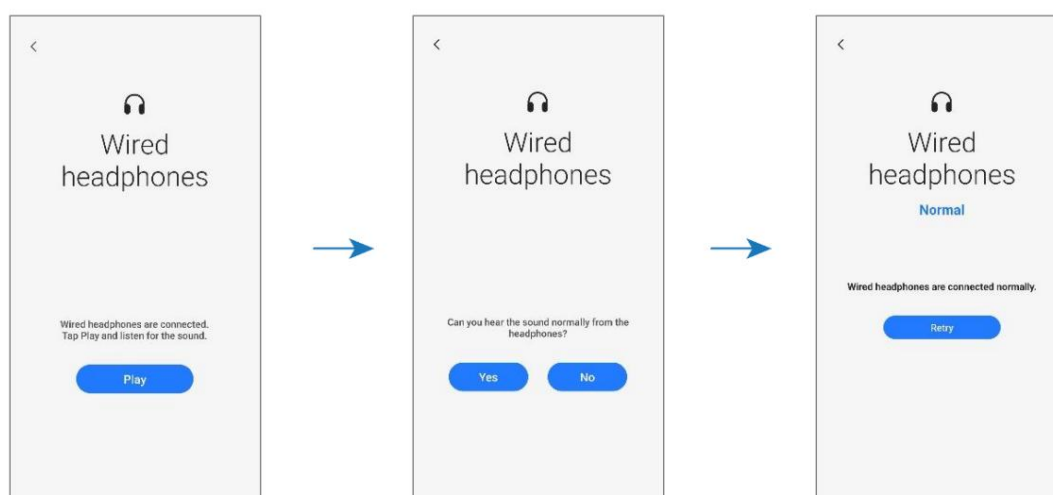 Wired
headphones
Wired headphones are connected.
Tap Play and listen for the sound.
Play
Wired
headphones
Can you hear the sound normally from the
headphones?
Yes
No
Wired
headphones
Normal
Wired headphones are connected normally.
Retry